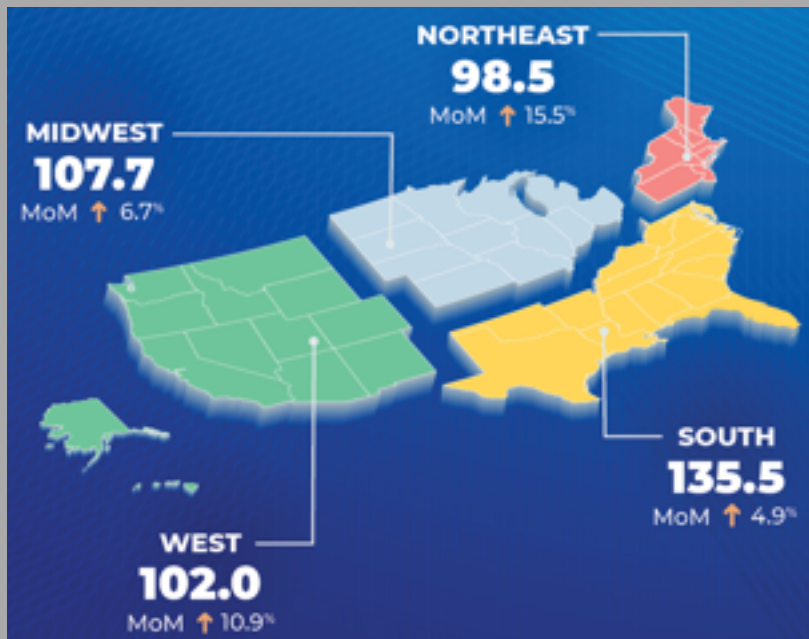 NORTHEAST
98.5
MoM ↑ 15.5%
MIDWEST
107.7
MoM ↑ 6.7%
SOUTH
135.5
MoM ↑ 4.9%
WEST
102.0
MoM ↑ 10.9%